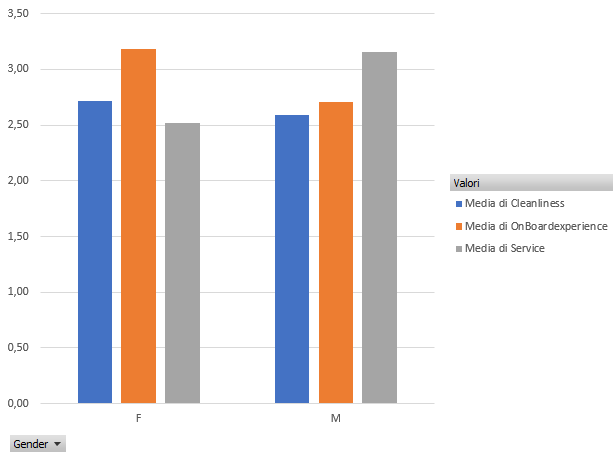 3,50
3,00
2,50
2,00
1,50
1,00
0,50
0,00
F
M
Valori
Media di Cleanliness
Media di OnBoardexperience
Media di Service
Gender